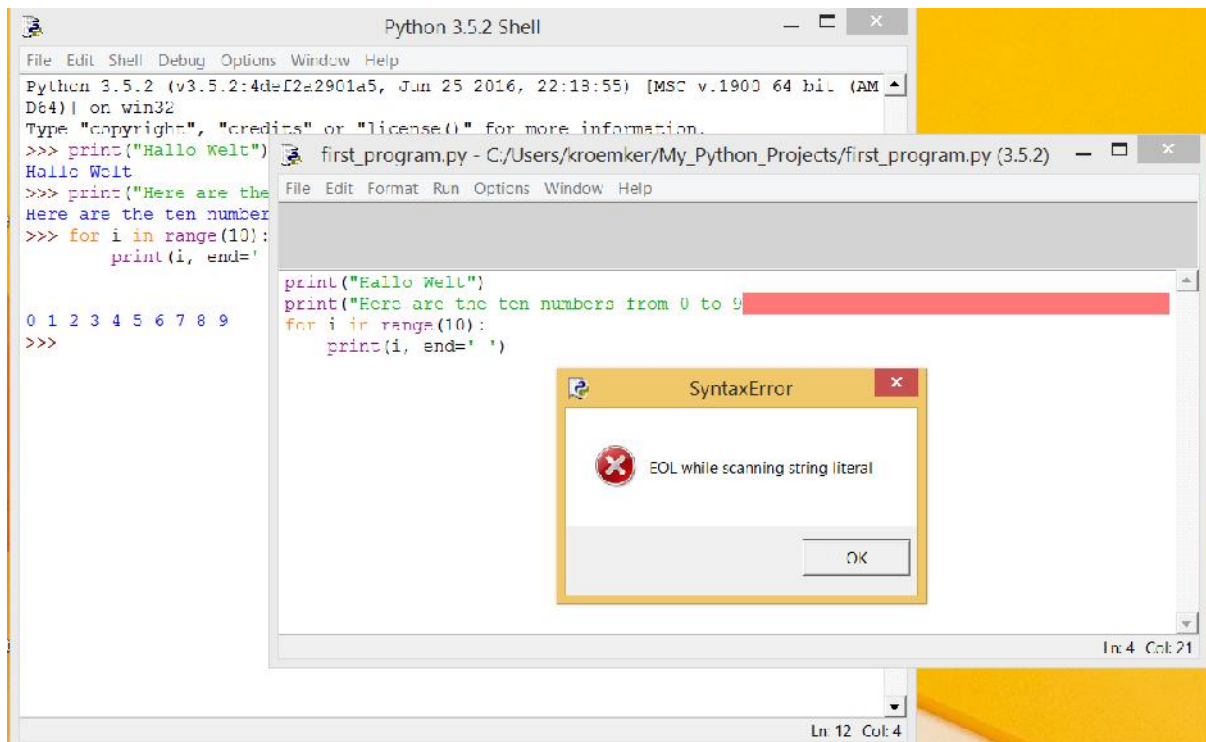 Python 3.5.2 Shell
File Edit Shell Debug Options Window Help
Python 3.5.2 (v3.5.2:4def2a2901a5, Jun 25 2016, 22:18:55) [MSC v.1900 64 bit (AM
D64)] on win32
Type "copyright", "credits" or "license()" for more information.
>>> print("Hallo Welt")
Hallo Welt
>>> print("Here are the
Here are the ten number
>>> for i in range(10):
print(i, end='
0 1 2 3 4 5 6 7 8 9
>>>
Ln: 12 Col: 4
first_program.py - C:/Users/kroemker/My_Python_Projects/first_program.py (3.5.2)
File Edit Format Run Options Window Help
print("Hallo Welt")
print("Here are the ten numbers from 0 to 9
for i in range(10):
print(i, end=' ')
Ln: 4 Col: 21
SyntaxError
EOL while scanning string literal
OK